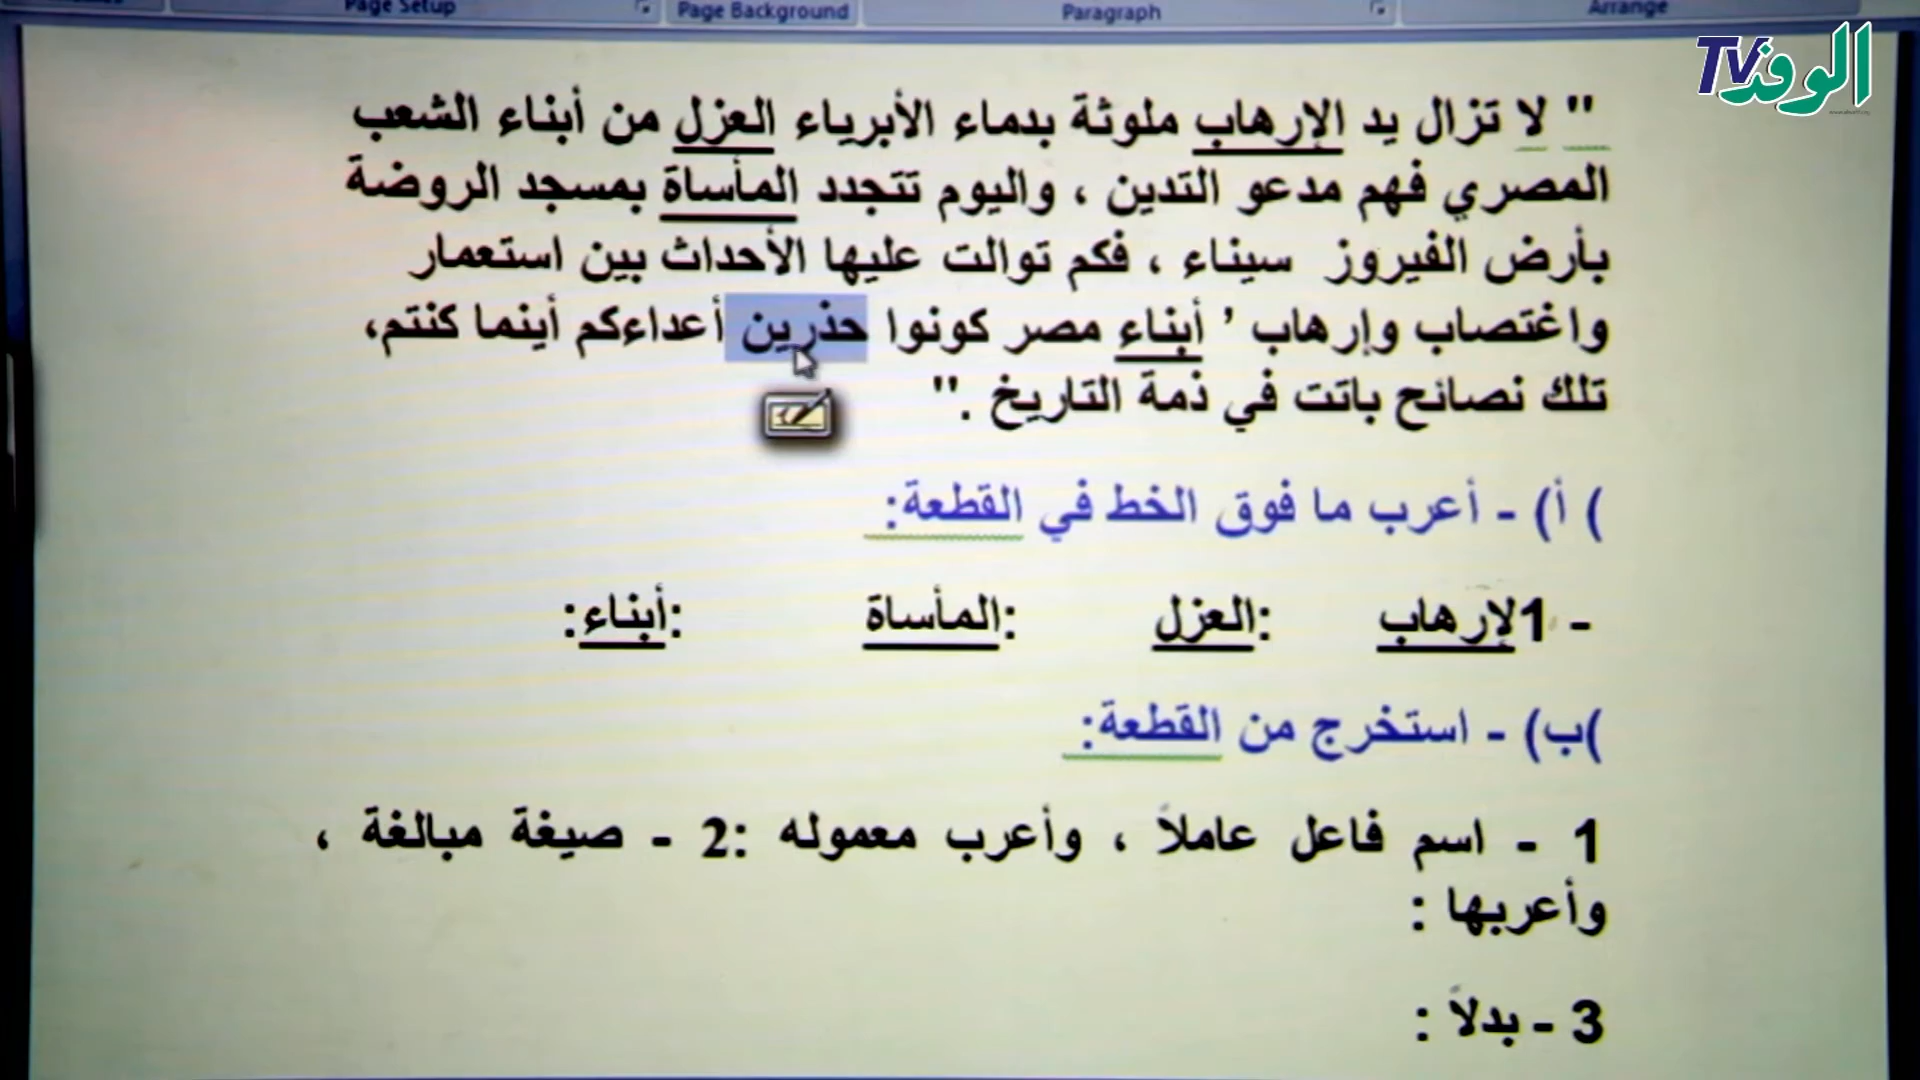 Page Setup
Page Background
Paragraph
Arrange
الوفد TV
" لا تزال يد الإرهاب ملوثة بدماء الأبرياء العزل من أبناء الشعب
المصري فهم مدعو التدين ، واليوم تتجدد المأساة بمسجد الروضة
بأرض الفيروز سيناء ، فكم توالت عليها الأحداث بين استعمار
واغتصاب وإرهاب ' أبناء مصر كونوا حذرين أعداءكم أينما كنتم،
تلك نصائح باتت في ذمة التاريخ ."
) أ) - أعرب ما فوق الخط في القطعة:
- 1لإرهاب :العزل :المأساة :أبناء:
)ب) - استخرج من القطعة:
1 - اسم فاعل عاملاً ، وأعرب معموله :2 - صيغة مبالغة ،
وأعربها :
3 - بدلاً :